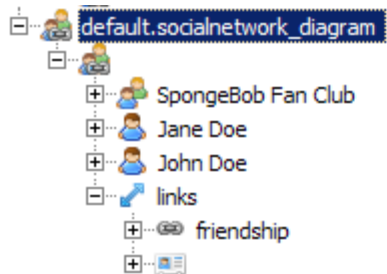 default.socialnetwork_diagram
SpongeBob Fan Club
Jane Doe
John Doe
links
friendship